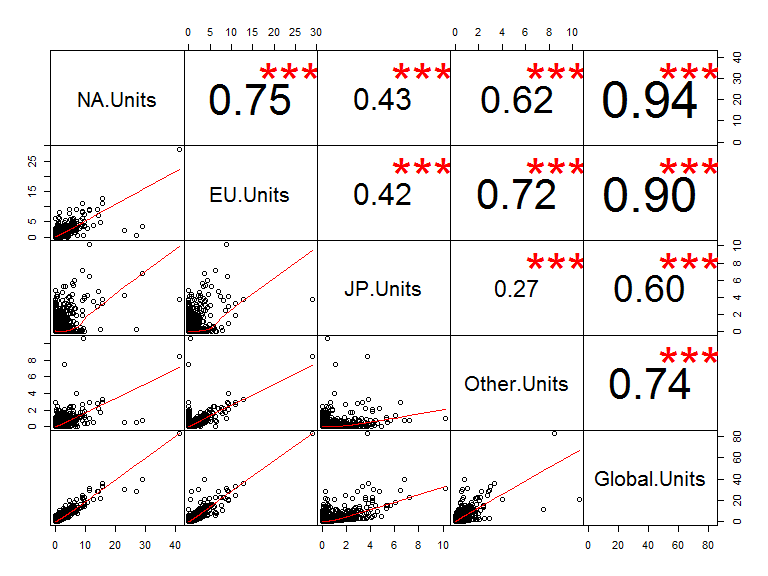 0 5 10 15 20 25 30 0 2 4 6 8 10
NA.Units 0.75 *** 0.43 *** 0.62 *** 0.94 *** 0 10 20 30 40
0 5 15 25 EU.Units 0.42 *** 0.72 *** 0.90 ***
JP.Units 0.27 *** 0.60 *** 0 2 4 6 8 10
0 2 4 6 8 Other.Units 0.74 ***
Global.Units 0 20 40 60 80
0 10 20 30 40 0 2 4 6 8 10 0 20 40 60 80